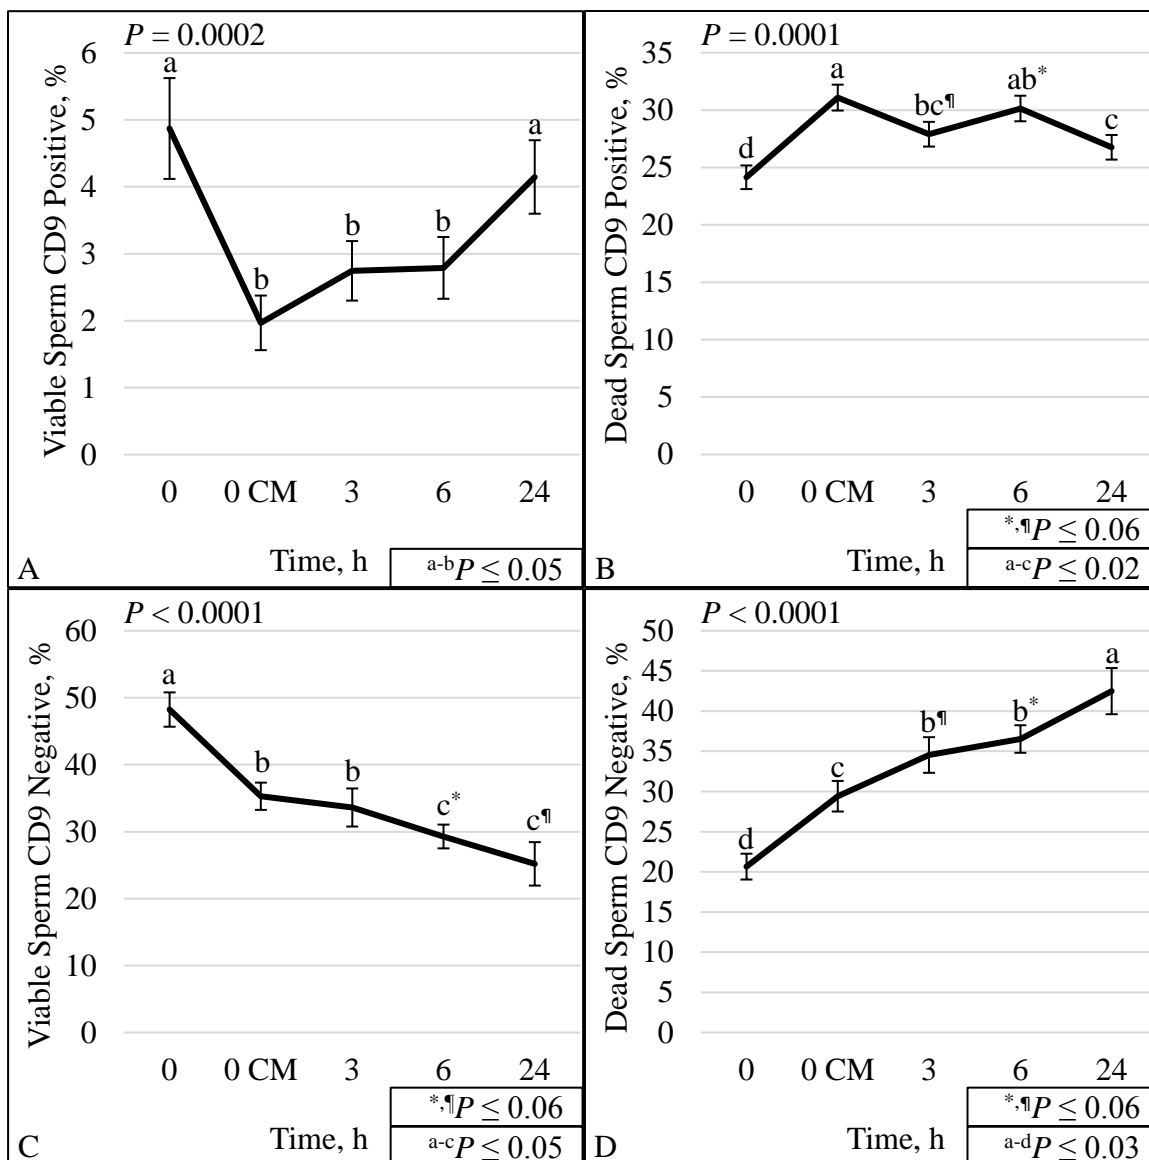 P = 0.0002
Viable Sperm CD9 Positive, %
6
5
4
3
2
1
0
a
b
b
b
a
0 0 CM 3 6 24
Time, h
a-bP ≤ 0.05
A
P = 0.0001
Dead Sperm CD9 Positive, %
35
30
25
20
15
10
5
0
d
a
bc¶
ab*
c
0 0 CM 3 6 24
*,¶P ≤ 0.06
a-cP ≤ 0.02
B
P < 0.0001
Viable Sperm CD9 Negative, %
60
50
40
30
20
10
0
a
b
b
c*
c¶
0 0 CM 3 6 24
Time, h
*,¶P ≤ 0.06
a-cP ≤ 0.05
C
P < 0.0001
Dead Sperm CD9 Negative, %
50
45
40
35
30
25
20
15
10
5
0
d
c
b¶
b*
a
0 0 CM 3 6 24
Time, h
*,¶P ≤ 0.06
a-dP ≤ 0.03
D